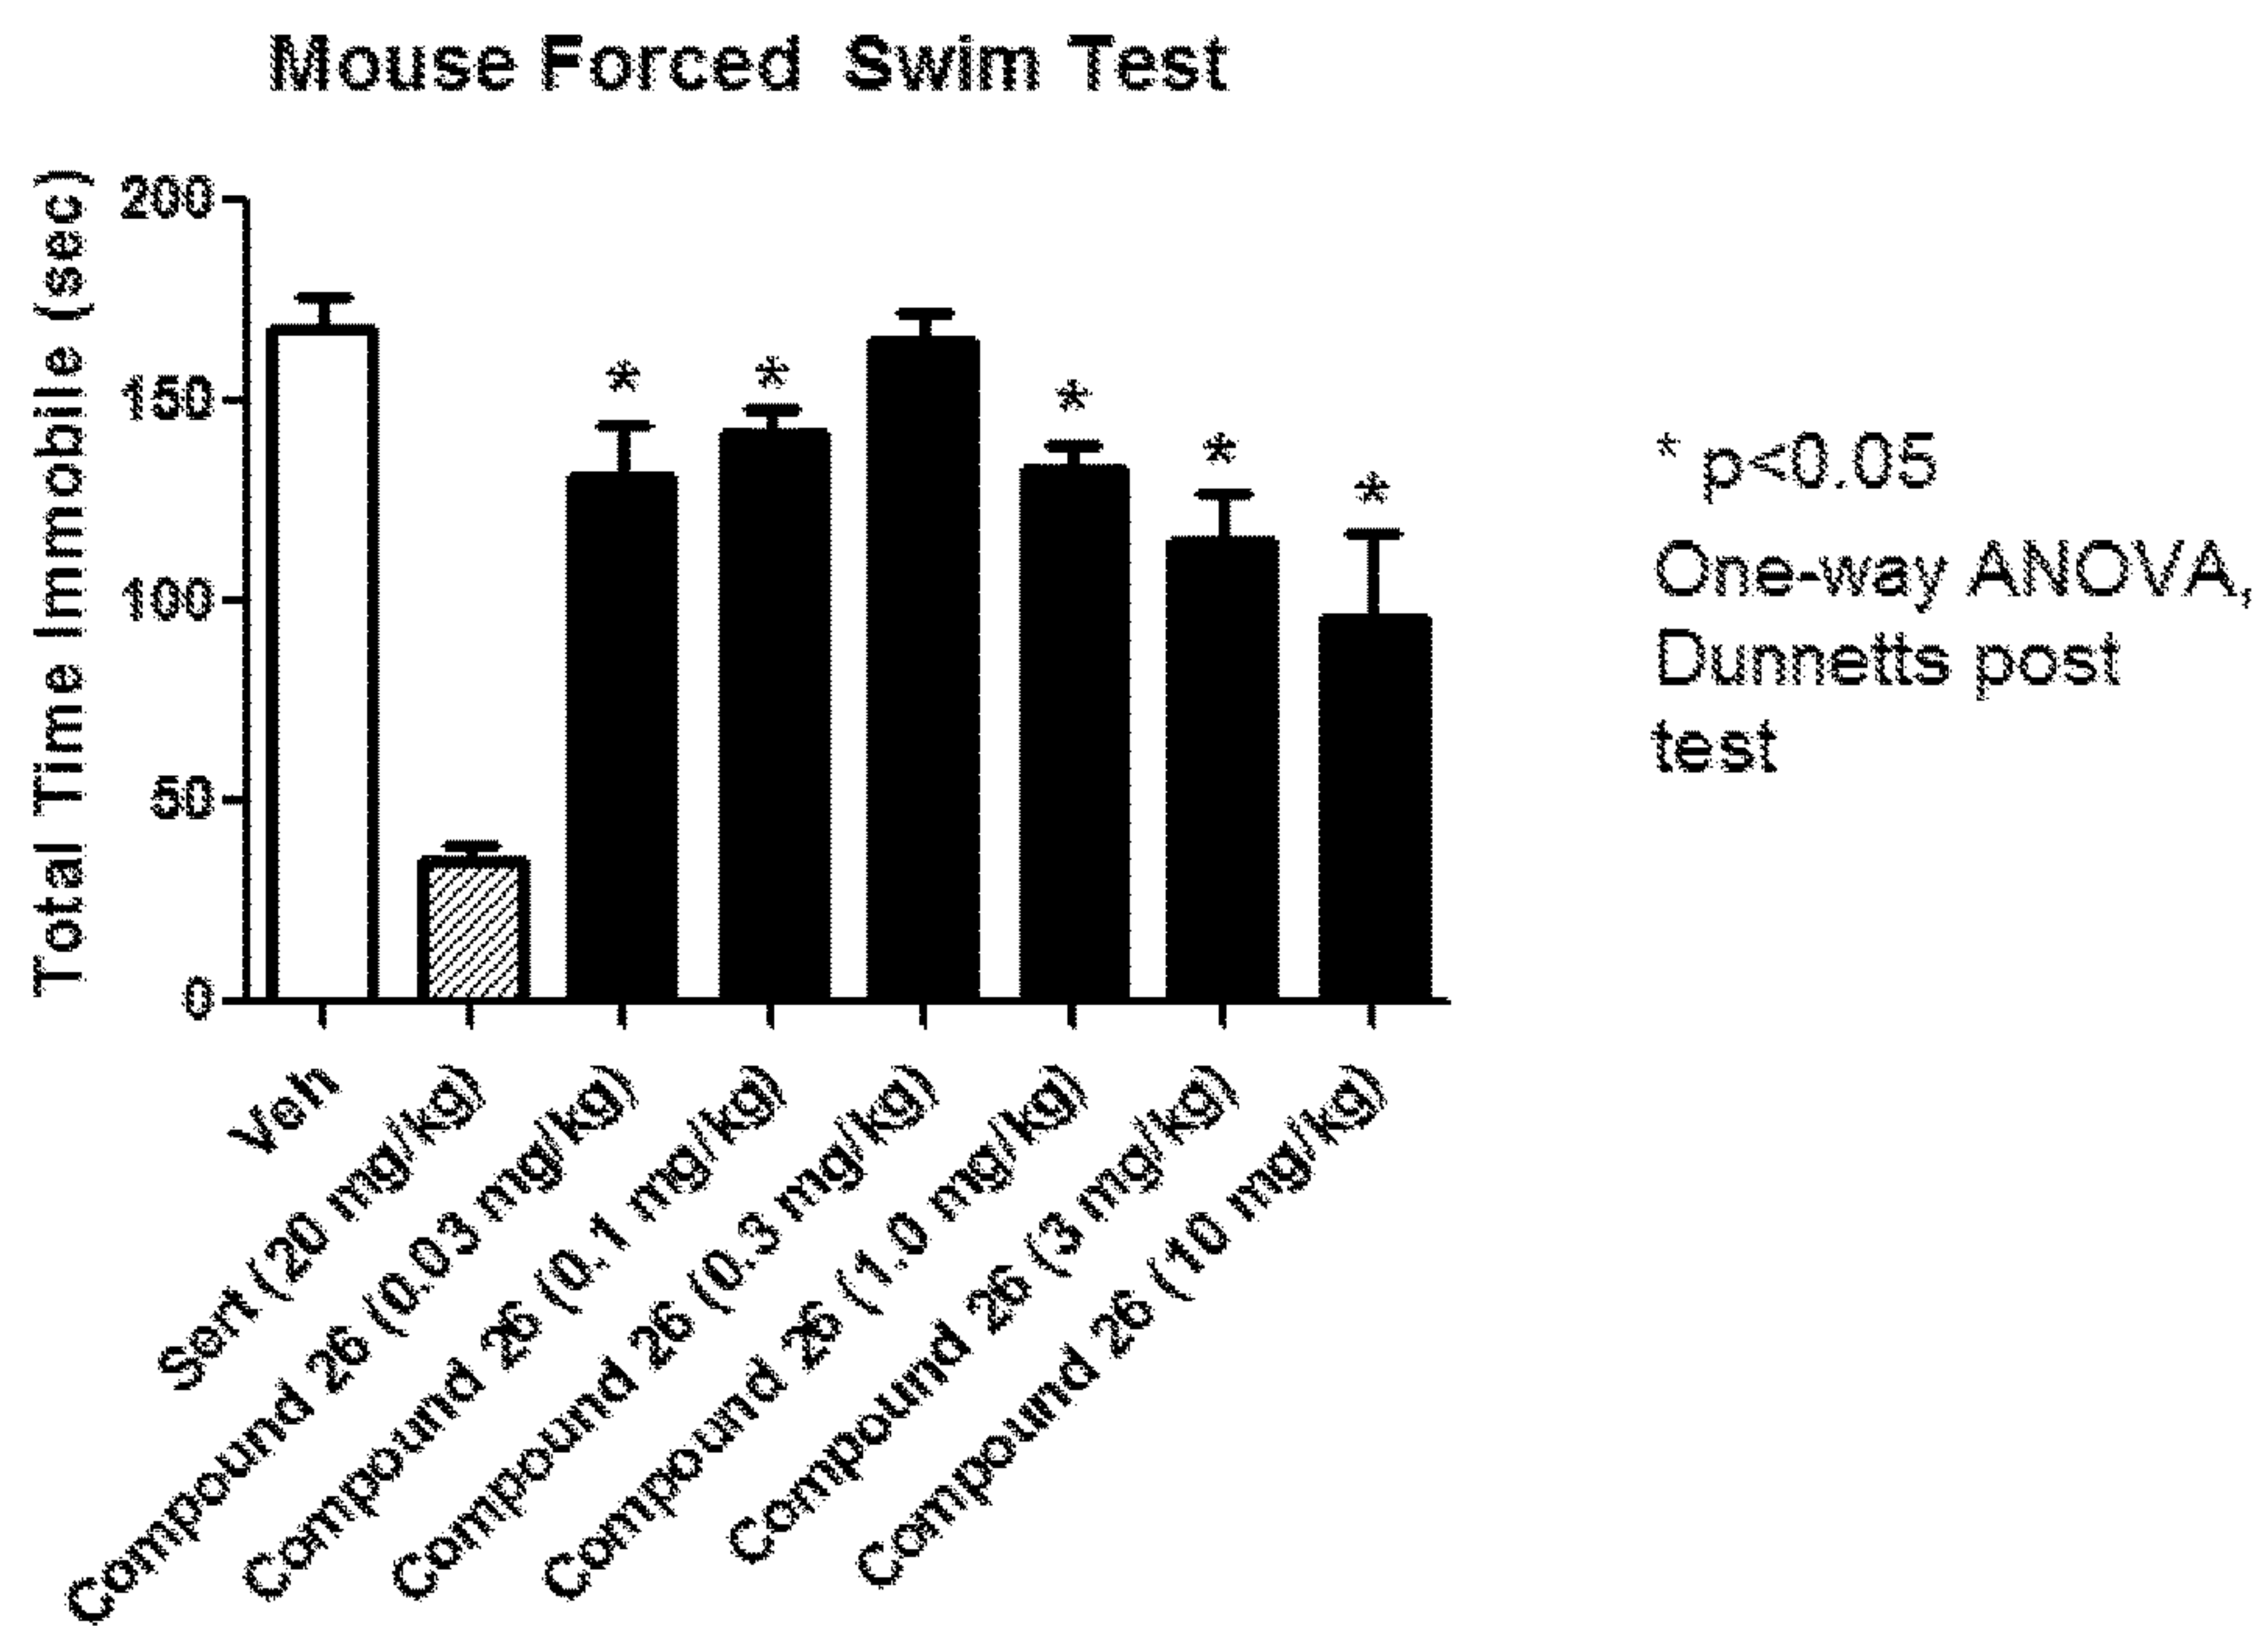 Mouse Forced Swim Test
Total Time Immobile (sec)
200
150
100
50
0
*
*
*
*
*
* p<0.05
One-way ANOVA,
Dunnetts post
test
Veh
Sert (20 mg/kg)
Compound 26 (0.03 mg/kg)
Compound 26 (0.1 mg/kg)
Compound 26 (0.3 mg/kg)
Compound 26 (1.0 mg/kg)
Compound 26 (3 mg/kg)
Compound 26 (10 mg/kg)